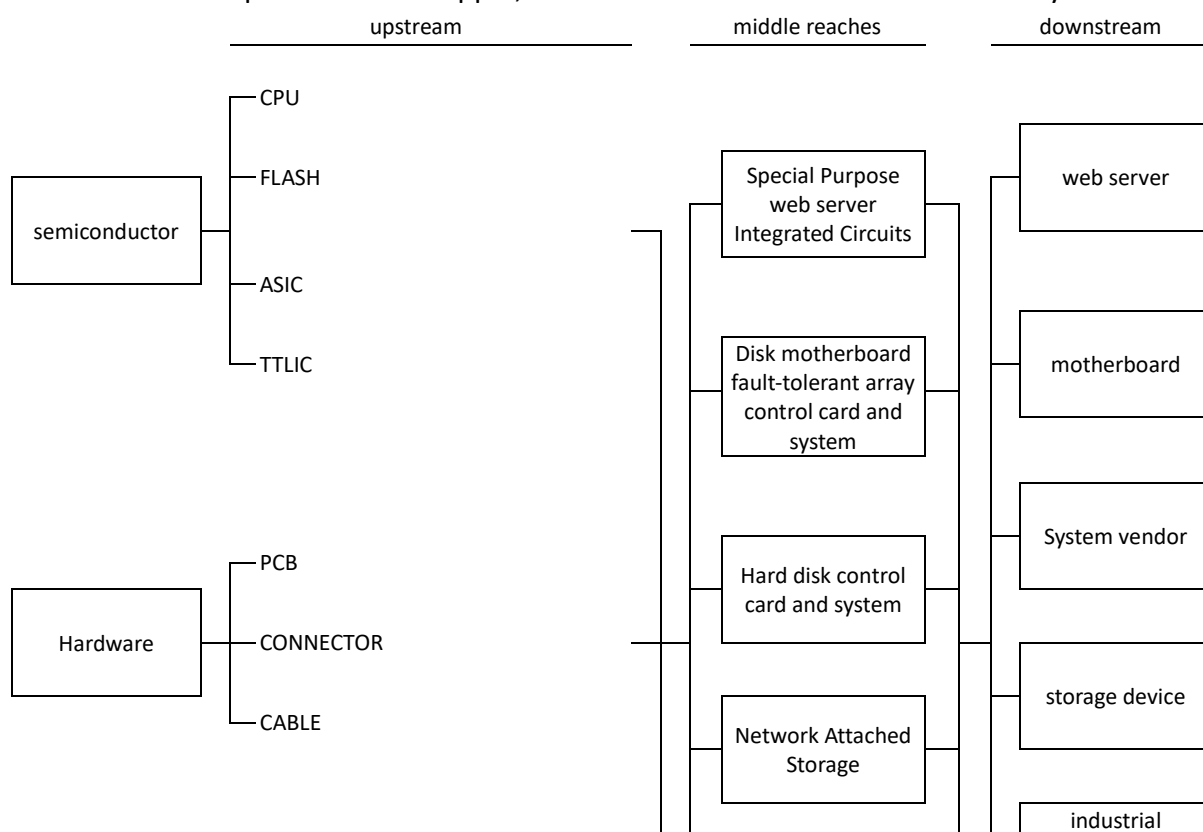 upstream
middle reaches
downstream
CPU
FLASH
semiconductor
ASIC
TTLIC
PCB
Hardware
CONNECTOR
CABLE
Special Purpose
web server
Integrated Circuits
Disk motherboard
fault-tolerant array
control card and
system
Hard disk control
card and system
Network Attached
Storage
web server
motherboard
System vendor
storage device
industrial